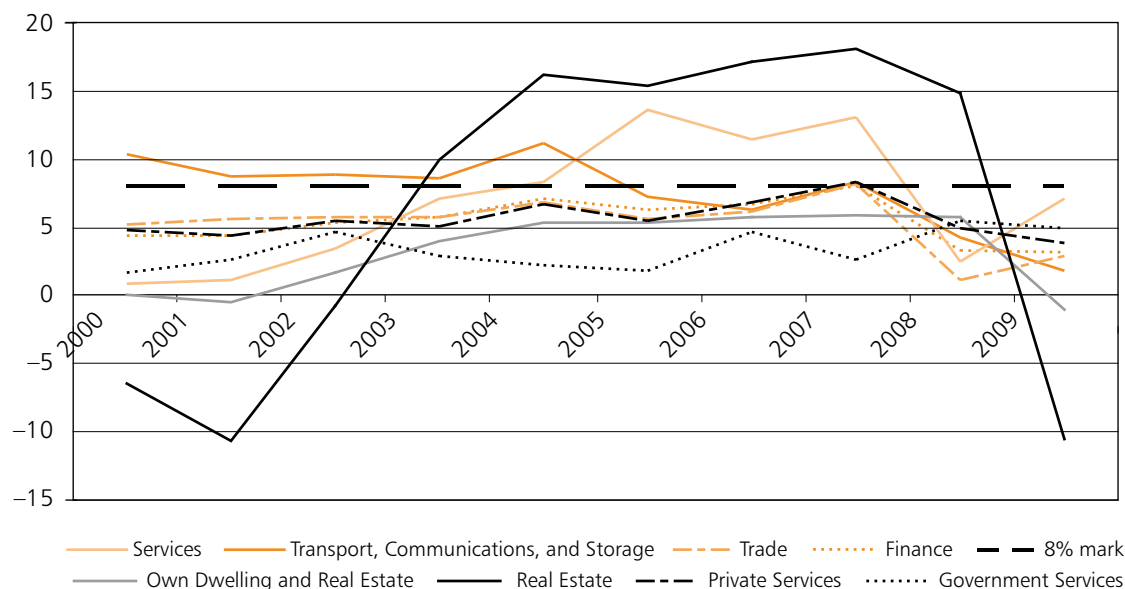 20
15
10
5
0
–5
–10
–15
2000 2001 2002 2003 2004 2005 2006 2007 2008 2009
Services Transport, Communications, and Storage Trade Finance 8% mark
Own Dwelling and Real Estate Real Estate Private Services Government Services